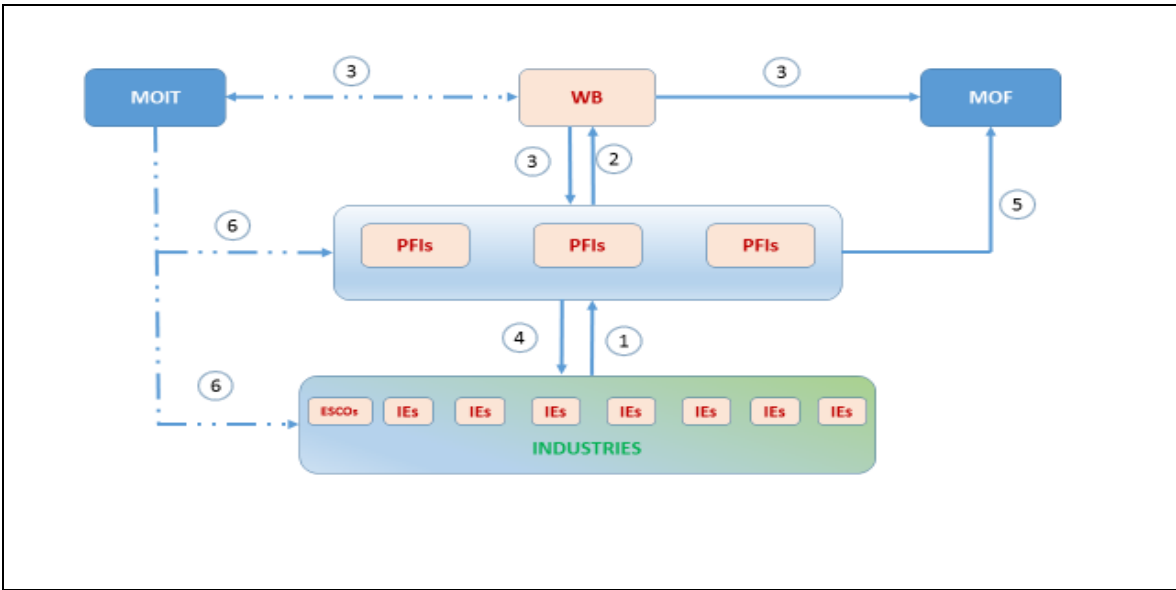 3 3
MOIT WB MOF
3 2
5
6
PFIs PFIs PFIs
4 1
6
ESCOs IEs IEs IEs IEs IEs IEs IEs
INDUSTRIES